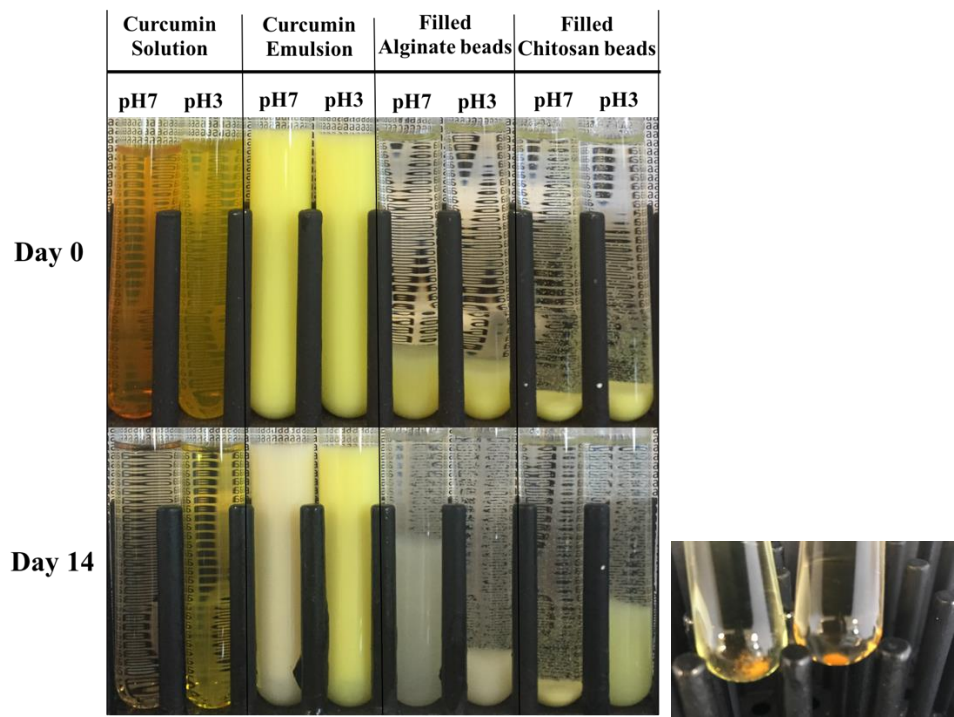 Curcumin
Solution
Curcumin
Emulsion
Filled
Alginate beads
Filled
Chitosan beads
pH7 pH3 pH7 pH3 pH7 pH3 pH7 pH3
Day 0
Day 14